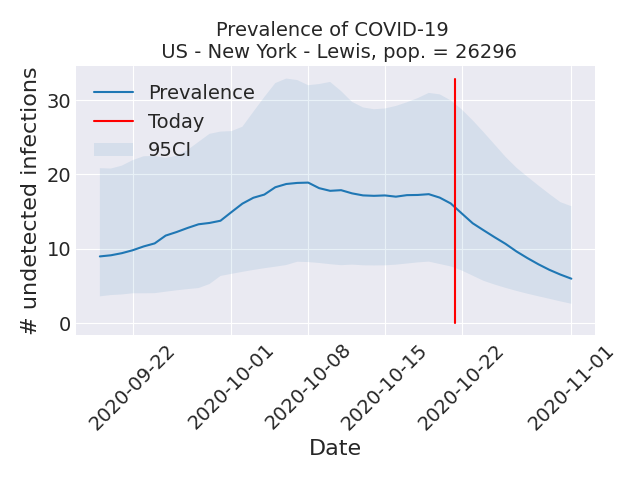 Prevalence of COVID-19
US - New York - Lewis, pop. = 26296
# undetected infections
30
20
10
0
Prevalence
Today
95CI
2020-09-22
2020-10-01
2020-10-08
2020-10-15
2020-10-22
2020-11-01
Date